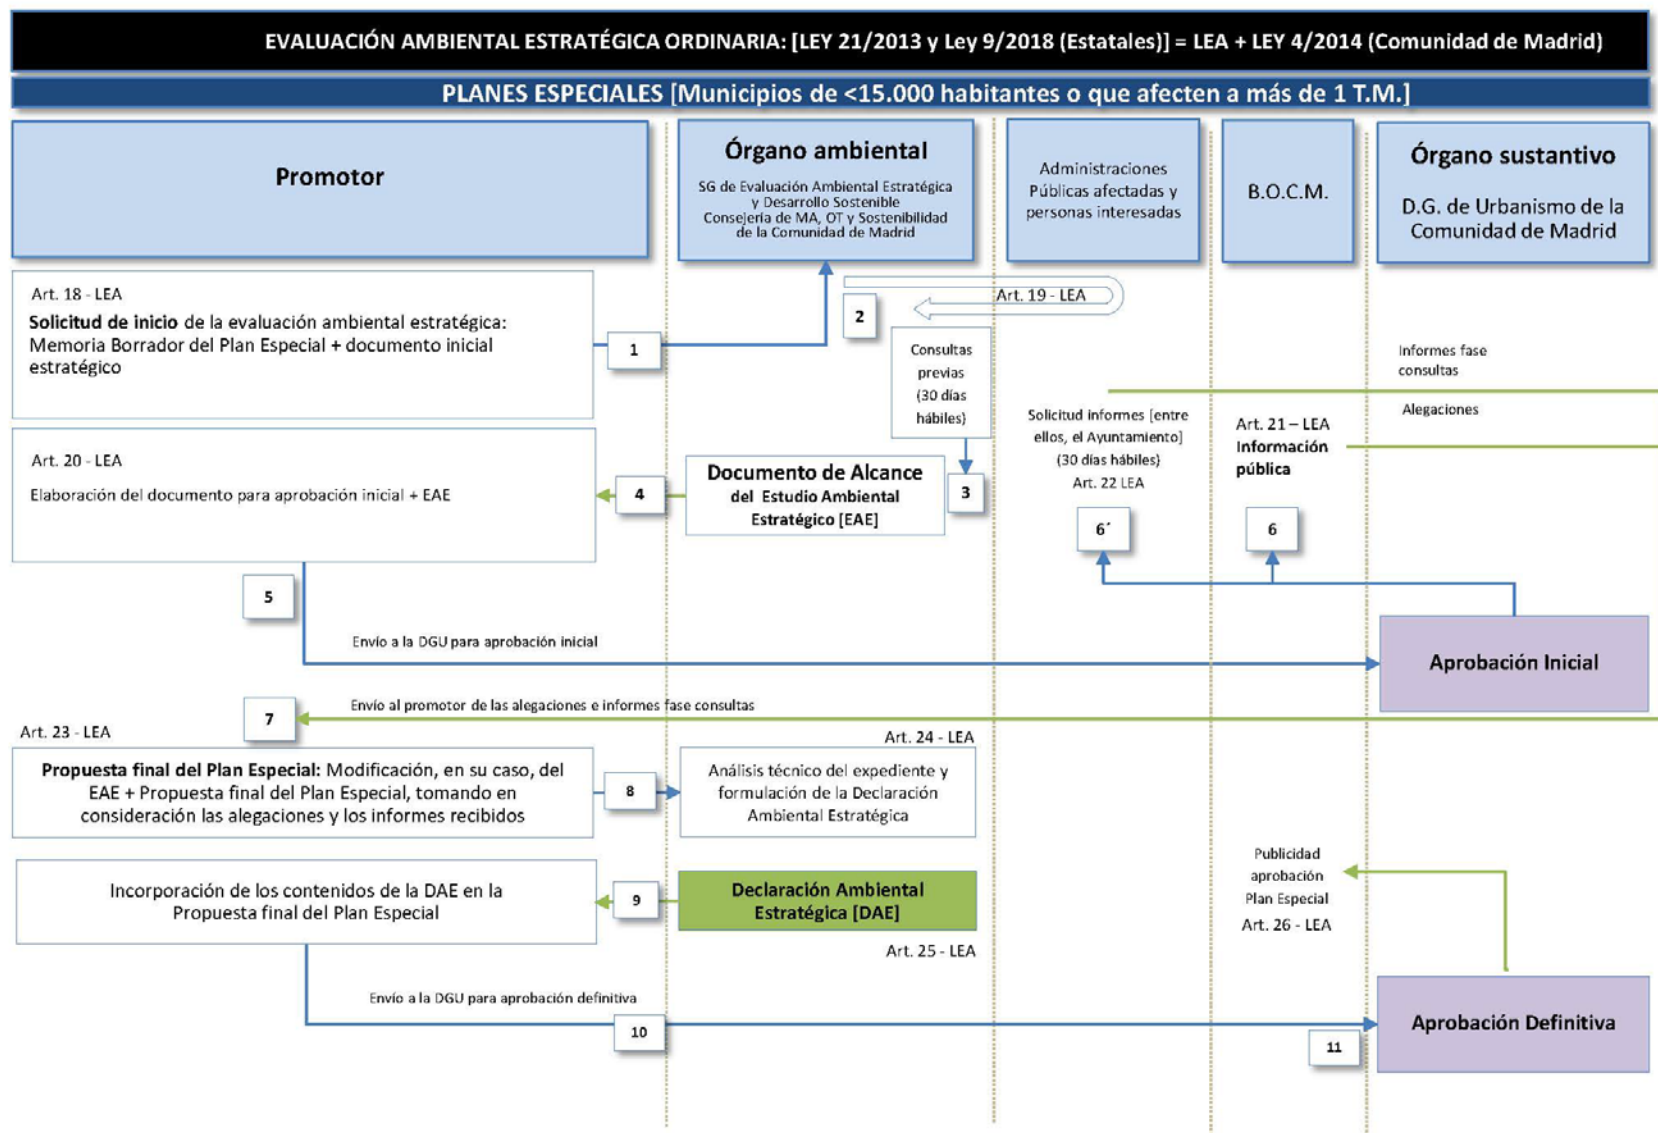 EVALUACIÓN AMBIENTAL ESTRATÉGICA ORDINARIA: [LEY 21/2013 y Ley 9/2018 (Estatales)] = LEA + LEY 4/2014 (Comunidad de Madrid)
PLANES ESPECIALES [Municipios de <15.000 habitantes o que afecten a más de 1 T.M.]
Promotor
Órgano ambiental
SG de Evaluación Ambiental Estratégica
y Desarrollo Sostenible
Consejería de MA, OT y Sostenibilidad
de la Comunidad de Madrid
Administraciones
Públicas afectadas y
personas interesadas
B.O.C.M.
Órgano sustantivo
D.G. de Urbanismo de la
Comunidad de Madrid
Art. 18 - LEA
Solicitud de inicio de la evaluación ambiental estratégica:
Memoria Borrador del Plan Especial + documento inicial
estratégico
1
2
Art. 19 - LEA
Consultas
previas
(30 días
hábiles)
Informes fase
consultas
Alegaciones
Solicitud informes [entre
ellos, el Ayuntamiento]
(30 días hábiles)
Art. 22 LEA
Art. 21 – LEA
Información
pública
Art. 20 - LEA
Elaboración del documento para aprobación inicial + EAE
4
Documento de Alcance
del Estudio Ambiental
Estratégico [EAE]
3
6´
6
5
Envío a la DGU para aprobación inicial
Aprobación Inicial
7
Envío al promotor de las alegaciones e informes fase consultas
Art. 23 - LEA
Art. 24 - LEA
Propuesta final del Plan Especial: Modificación, en su caso, del
EAE + Propuesta final del Plan Especial, tomando en
consideración las alegaciones y los informes recibidos
8
Análisis técnico del expediente y
formulación de la Declaración
Ambiental Estratégica
Incorporación de los contenidos de la DAE en la
Propuesta final del Plan Especial
9
Declaración Ambiental
Estratégica [DAE]
Art. 25 - LEA
Publicidad
aprobación
Plan Especial
Art. 26 - LEA
Envío a la DGU para aprobación definitiva
10
11
Aprobación Definitiva